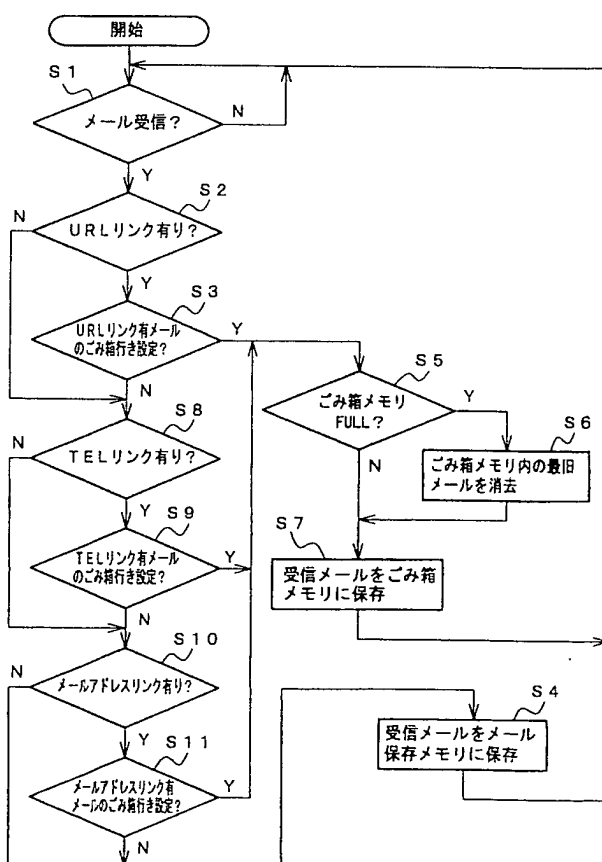 開始
S1
メール受信?
N
Y
S2
N
URLリンク有り?
Y
S3
URLリンク有メール
のごみ箱行き設定?
Y
N
S5
ごみ箱メモリ
FULL?
Y
N
S6
ごみ箱メモリ内の最旧
メールを消去
S8
N
TELリンク有り?
Y
S9
TELリンク有メール
のごみ箱行き設定?
Y
N
S7
受信メールをごみ箱
メモリに保存
S10
N
メールアドレスリンク有り?
Y
S11
メールアドレスリンク有
メールのごみ箱行き設定?
Y
N
S4
受信メールをメール
保存メモリに保存